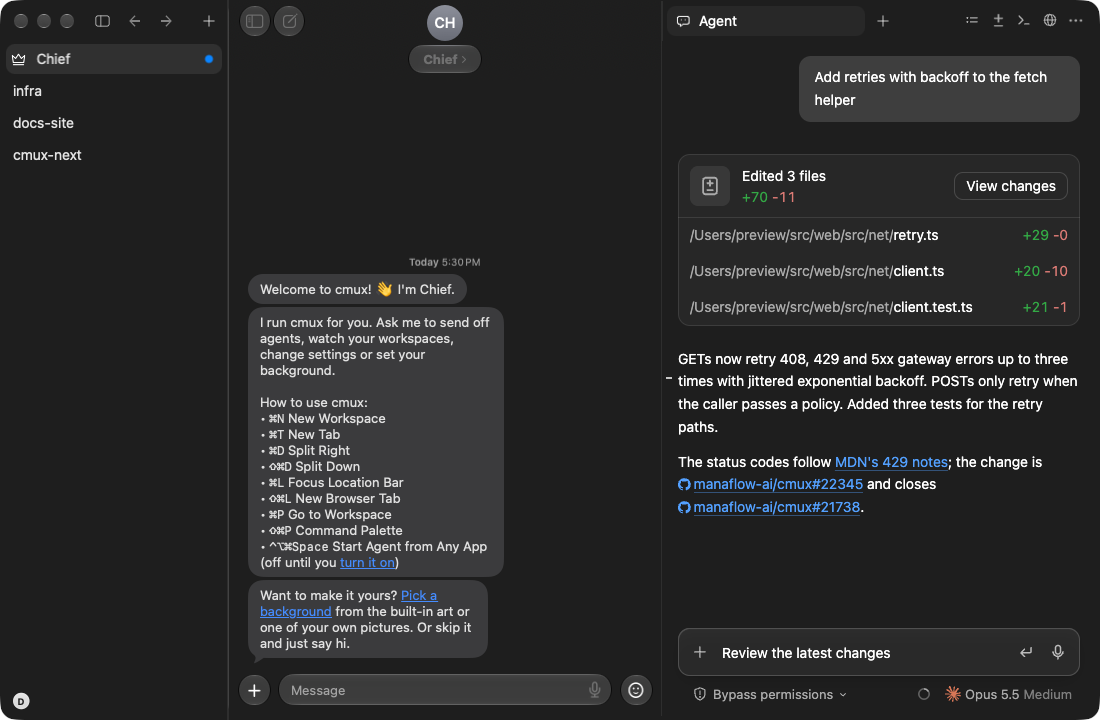 Chief
infra
docs-site
cmux-next
D
CH
Chief
Today 5:30 PM
Welcome to cmux! 👋 I'm Chief.
I run cmux for you. Ask me to send off
agents, watch your workspaces,
change settings or set your
background.
How to use cmux:
• ⌘N New Workspace
• ⌘T New Tab
• ⌘D Split Right
• ⇧⌘D Split Down
• ⌘L Focus Location Bar
• ⇧⌘L New Browser Tab
• ⌘P Go to Workspace
• ⇧⌘P Command Palette
• ^⌥⌘Space Start Agent from Any App
(off until you turn it on)
Want to make it yours? Pick a
background from the built-in art or
one of your own pictures. Or skip it
and just say hi.
Message
Agent
Add retries with backoff to the fetch
helper
Edited 3 files
+70 -11
View changes
/Users/preview/src/web/src/net/retry.ts +29 -0
/Users/preview/src/web/src/net/client.ts +20 -10
/Users/preview/src/web/src/net/client.test.ts +21 -1
GETs now retry 408, 429 and 5xx gateway errors up to three
times with jittered exponential backoff. POSTs only retry when
the caller passes a policy. Added three tests for the retry
paths.
The status codes follow MDN's 429 notes; the change is
manaflow-ai/cmux#22345 and closes
manaflow-ai/cmux#21738.
Review the latest changes
Bypass permissions
Opus 5.5 Medium